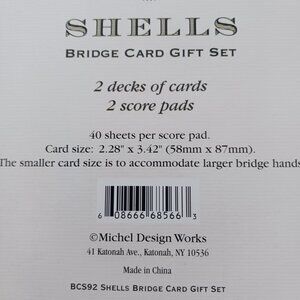 SHELLS
BRIDGE CARD GIFT SET
2 decks of cards
2 score pads
40 sheets per score pad.
Card size: 2.28" x 3.42" (58mm x 87mm).
The smaller card size is to accommodate larger bridge hands
6 08666 68566 3
©Michel Design Works
41 Katonah Ave., Katonah, NY 10536
Made in China
BCS92 SHELLS BRIDGE CARD GIFT SET